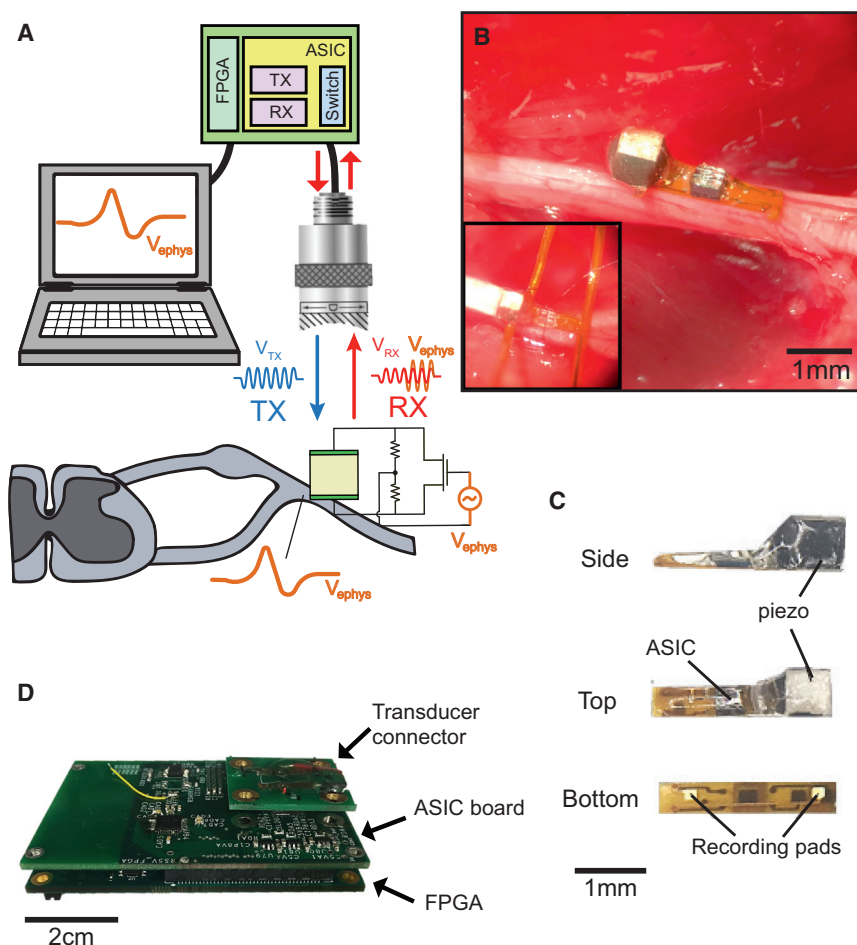 A
FPGA
ASIC
TX
RX
Switch
V_ephys
D
V_TX
TX
V_RX V_ephys
RX
V_ephys
V_ephys
B
1mm
C
Side
piezo
ASIC
Top
Bottom
Recording pads
1mm
D
Transducer
connector
ASIC board
FPGA
2cm